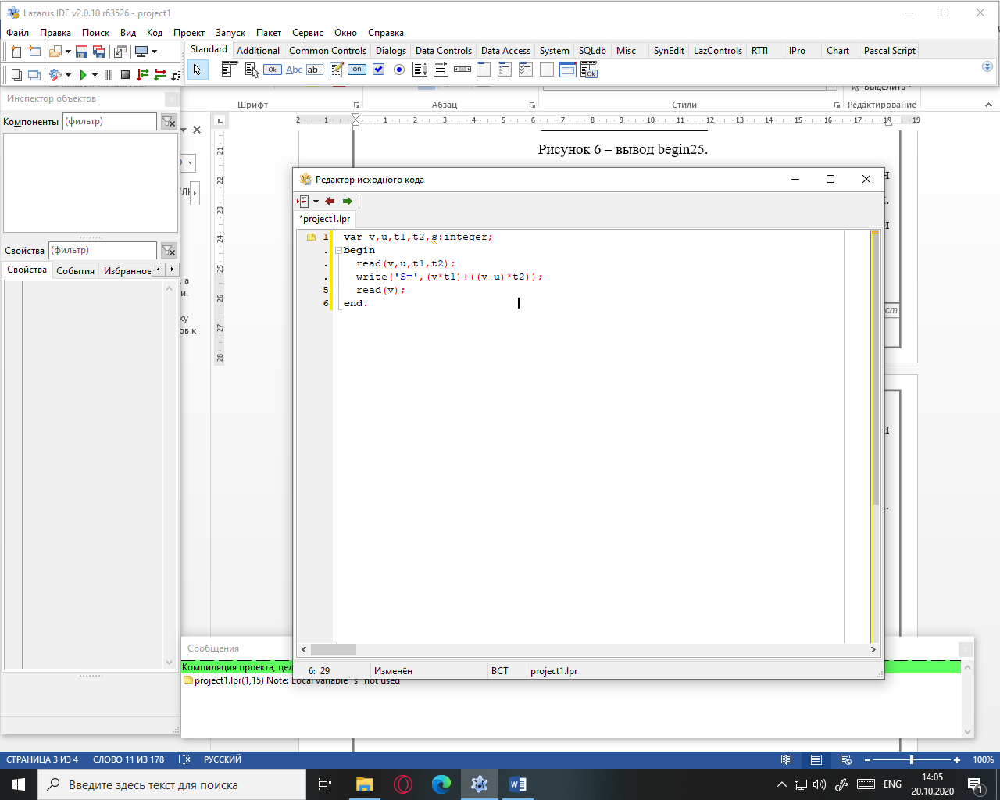 Lazarus IDE v2.0.10 r63526 - project1
Файл Правка Поиск Вид Код Проект Запуск Пакет Сервис Окно Справка
Standard Additional Common Controls Dialogs Data Controls Data Access System SQLdb Misc SynEdit LazControls RTTI IPro Chart Pascal Script
Ok Abc abI on Ok
Инспектор объектов
Компоненты (фильтр)
Свойства (фильтр)
Свойства События Избранное
а
и.
ку
ов к
Шрифт Абзац Стили Редактирование
Выделить
2 1 1 2 3 4 5 6 7 8 9 10 11 12 13 14 15 16 17 18 19
21
22
23
24
25
26
27
28
Рисунок 6 – вывод begin25.
Редактор исходного кода
*project1.lpr
1 var v,u,t1,t2,s:integer;
. begin
. read(v,u,t1,t2);
. write('S=',(v*t1)+((v-u)*t2));
5 read(v);
6 end.
6: 29 Изменён ВСТ project1.lpr
Сообщения
Компиляция проекта, цел
project1.lpr(1,15) Note: Local variable "s" not used
СТРАНИЦА 3 ИЗ 4 СЛОВО 11 ИЗ 178 РУССКИЙ 100%
Введите здесь текст для поиска
ENG 14:05
20.10.2020
1